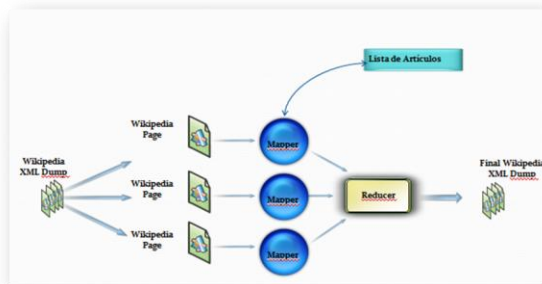 Lista de Artículos
Wikipedia
Page
Mapper
Wikipedia
XML Dump
Wikipedia
Page
Mapper
Reducer
Final Wikipedia
XML Dump
Wikipedia
Page
Mapper